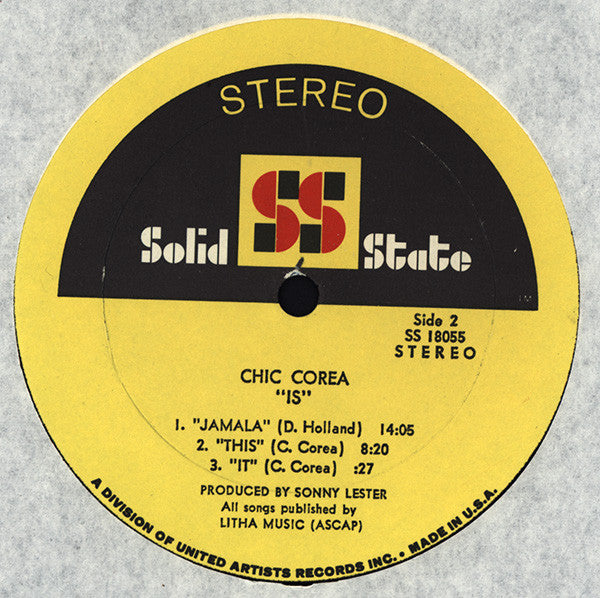 STEREO
SS
Solid State
Side 2
SS 18055
STEREO
CHIC COREA
"IS"
1. "JAMALA" (D. Holland) 14:05
2. "THIS" (C. Corea) 8:20
3. "IT" (C. Corea) :27
PRODUCED BY SONNY LESTER
All songs published by
LITHA MUSIC (ASCAP)
A DIVISION OF UNITED ARTISTS RECORDS INC. • MADE IN U.S.A.